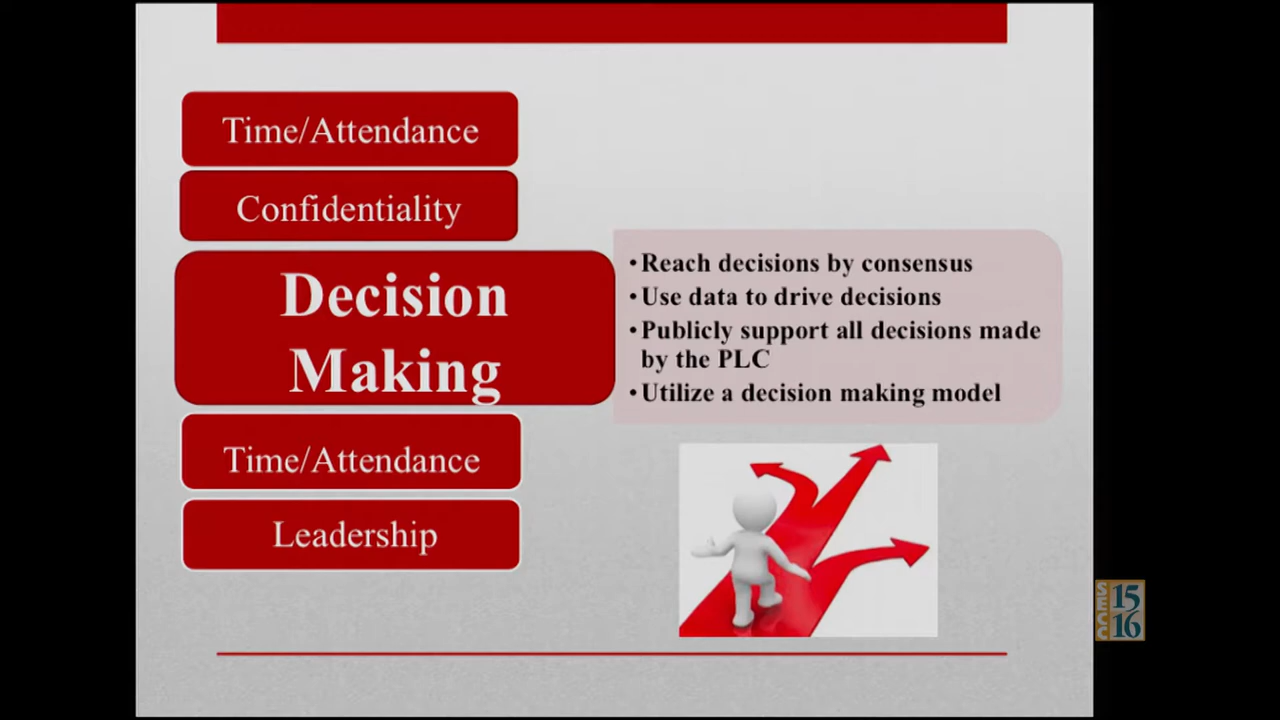 Time/Attendance
Confidentiality
Decision
Making
•Reach decisions by consensus
•Use data to drive decisions
•Publicly support all decisions made
by the PLC
•Utilize a decision making model
Time/Attendance
Leadership
15
16